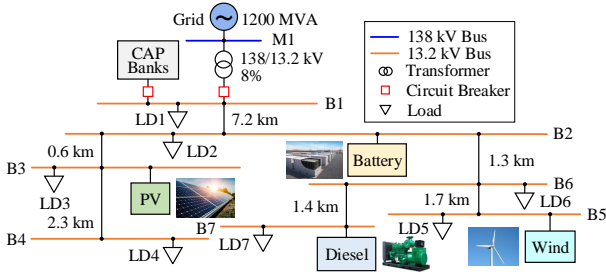 Grid
1200 MVA
M1
CAP
Banks
138/13.2 kV
8%
138 kV Bus
13.2 kV Bus
Transformer
Circuit Breaker
Load
B1
LD1
7.2 km
B2
LD2
0.6 km
Battery
1.3 km
B3
LD3
PV
B6
LD6
1.4 km
1.7 km
2.3 km
B7
B5
LD5
B4
LD4
LD7
Diesel
Wind